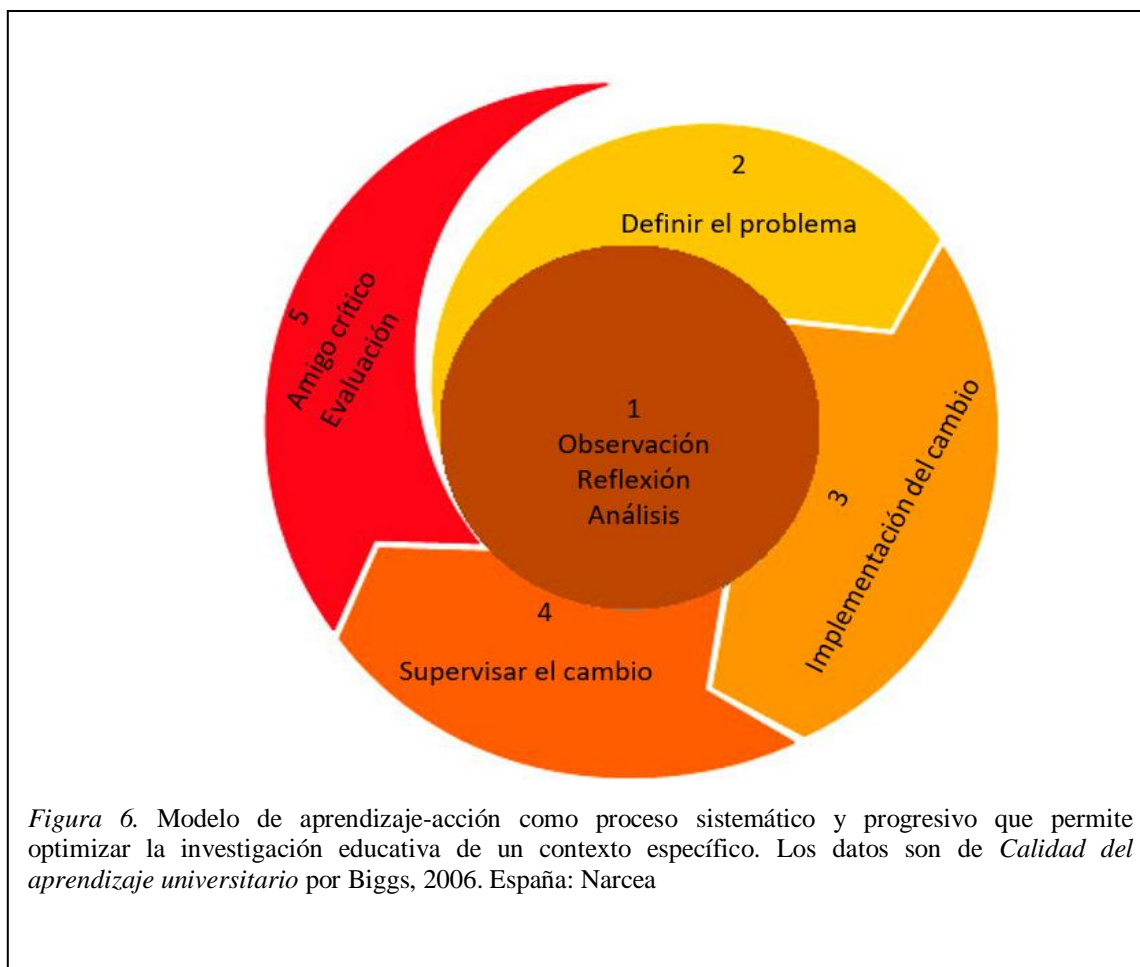 1
Observación
Reflexión
Análisis
2
Definir el problema
3
Implementación del cambio
4
Supervisar el cambio
5
Amigo crítico
Evaluación
Figura 6. Modelo de aprendizaje-acción como proceso sistemático y progresivo que permite
optimizar la investigación educativa de un contexto específico. Los datos son de Calidad del
aprendizaje universitario por Biggs, 2006. España: Narcea